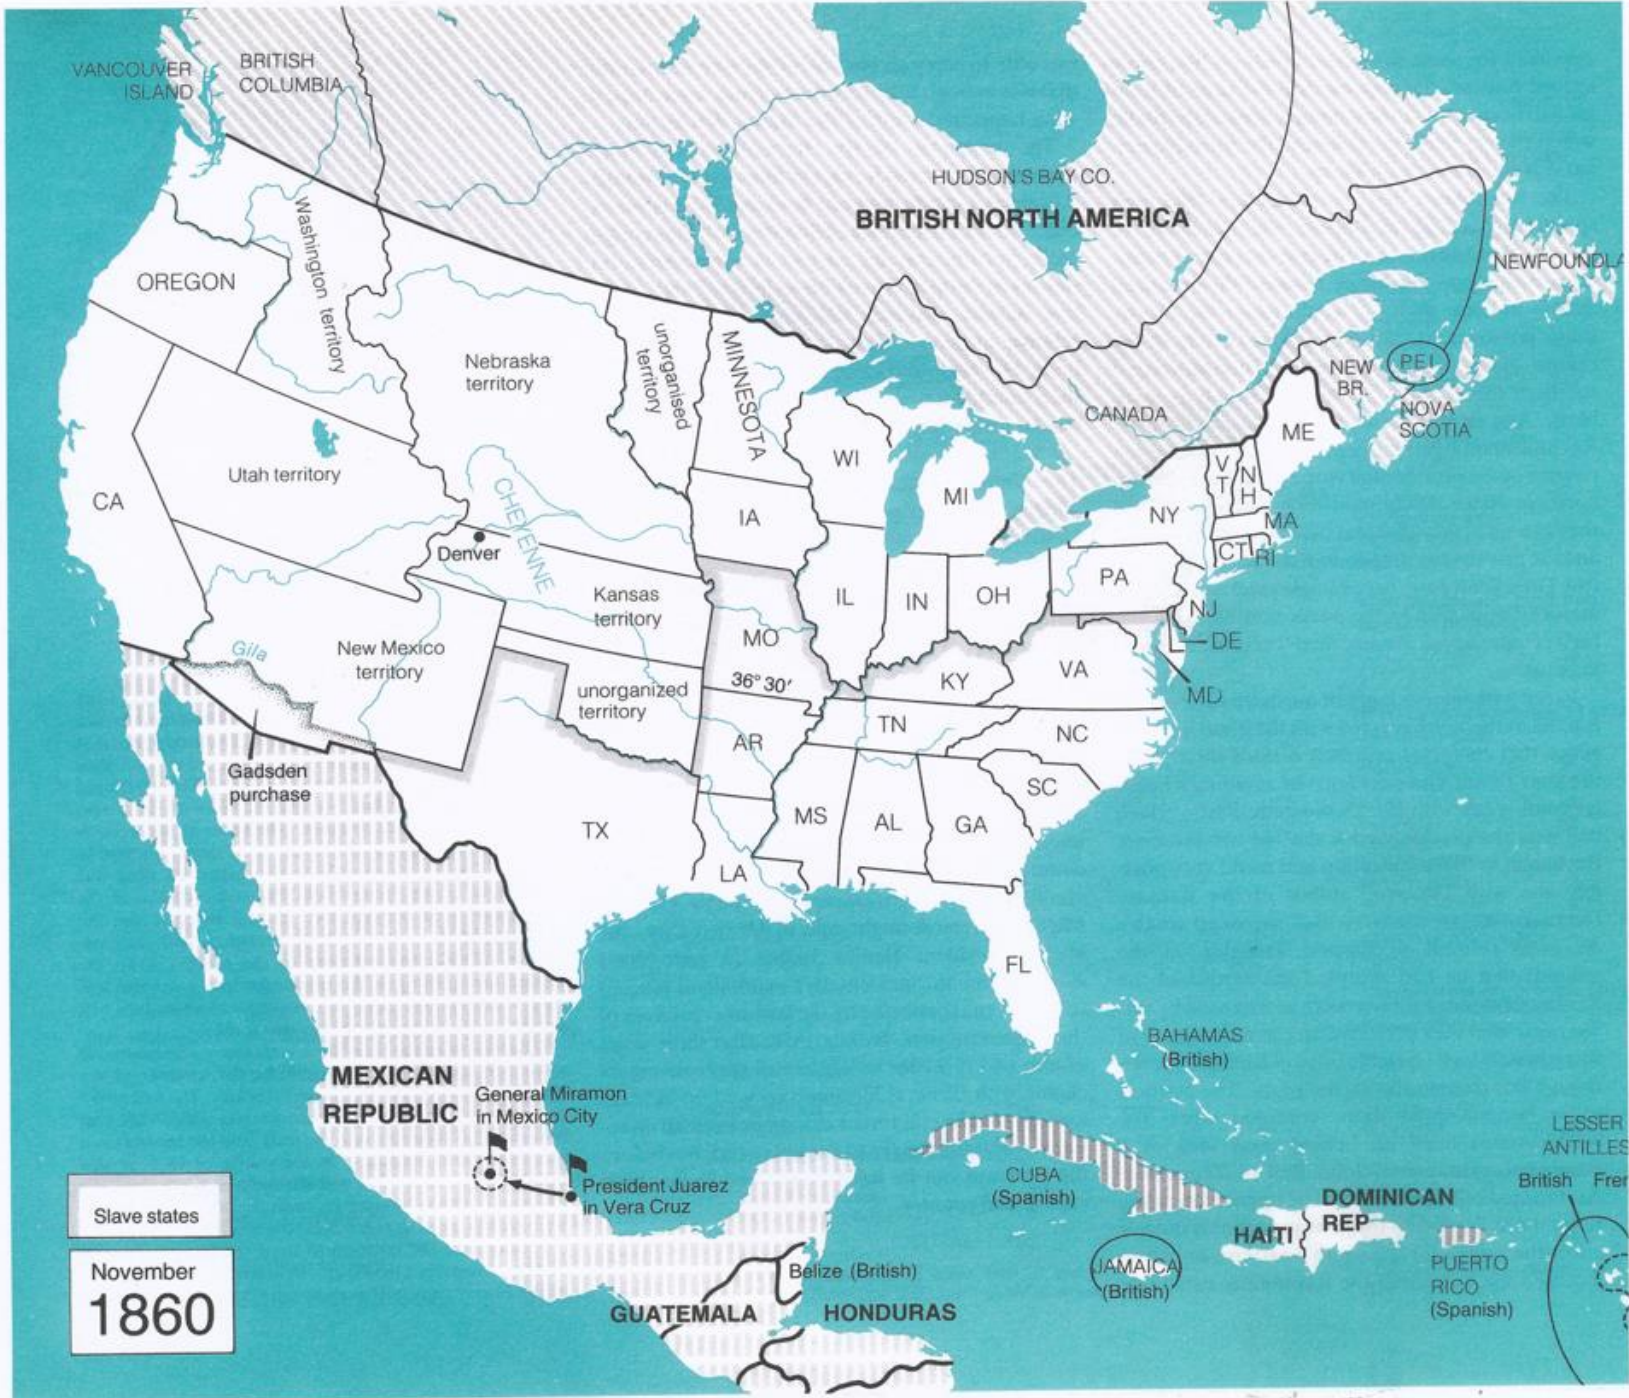 VANCOUVER
ISLAND
BRITISH
COLUMBIA
HUDSON'S BAY CO.
BRITISH NORTH AMERICA
NEWFOUNDLA
Washington territory
OREGON
Nebraska
territory
unorganised
territory
MINNESOTA
CANADA
NEW
BR.
P.E.I.
NOVA
SCOTIA
ME
WI
MI
V
T
N
H
NY
MA
CT
RI
CA
Utah territory
CHEYENNE
IA
Denver
Kansas
territory
IL
IN
OH
PA
NJ
DE
MD
Gila
New Mexico
territory
MO
36° 30′
KY
VA
unorganized
territory
TN
NC
AR
SC
Gadsden
purchase
TX
MS
AL
GA
LA
FL
BAHAMAS
(British)
MEXICAN
REPUBLIC
General Miramon
in Mexico City
President Juarez
in Vera Cruz
CUBA
(Spanish)
LESSER
ANTILLES
British
Fren
DOMINICAN
REP
HAITI
JAMAICA
(British)
PUERTO
RICO
(Spanish)
Belize (British)
GUATEMALA
HONDURAS
Slave states
November
1860